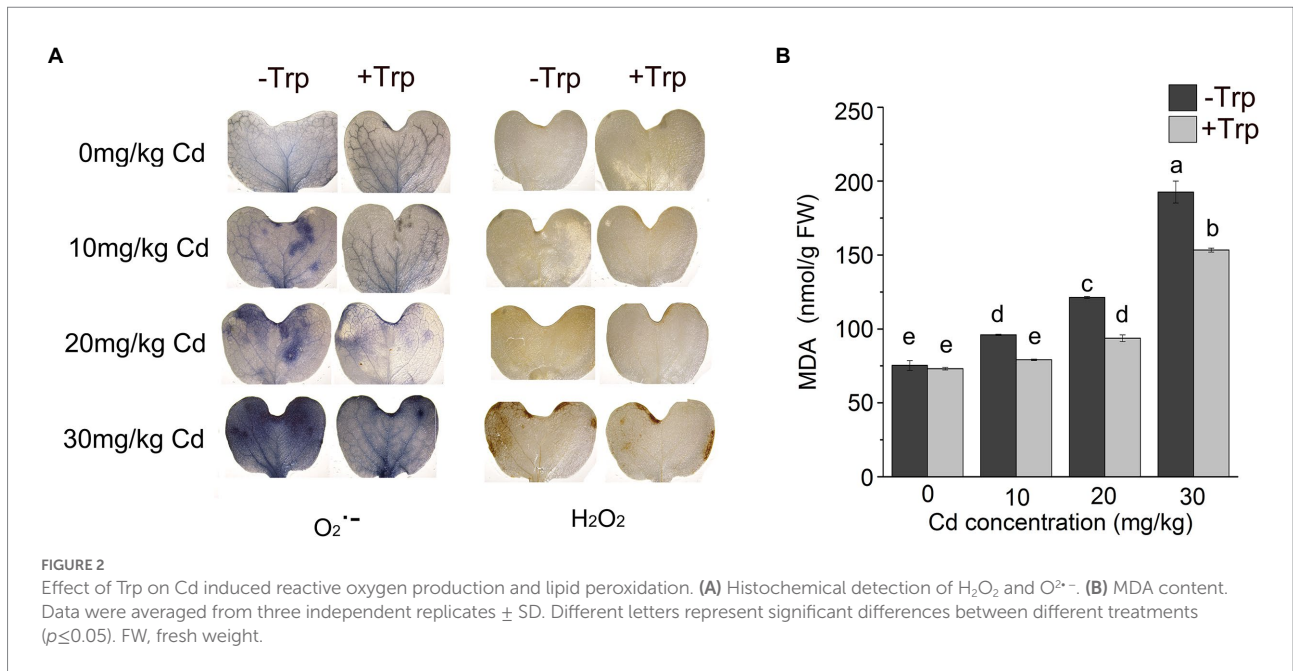 A
-Trp +Trp -Trp +Trp
0mg/kg Cd
10mg/kg Cd
20mg/kg Cd
30mg/kg Cd
O₂·⁻ H₂O₂
B
-Trp
+Trp
MDA (nmol/g FW)
250
200
150
100
50
0
e e d e c d a b
0 10 20 30
Cd concentration (mg/kg)
FIGURE 2
Effect of Trp on Cd induced reactive oxygen production and lipid peroxidation. (A) Histochemical detection of H₂O₂ and O²•⁻. (B) MDA content.
Data were averaged from three independent replicates ± SD. Different letters represent significant differences between different treatments
(p≤0.05). FW, fresh weight.